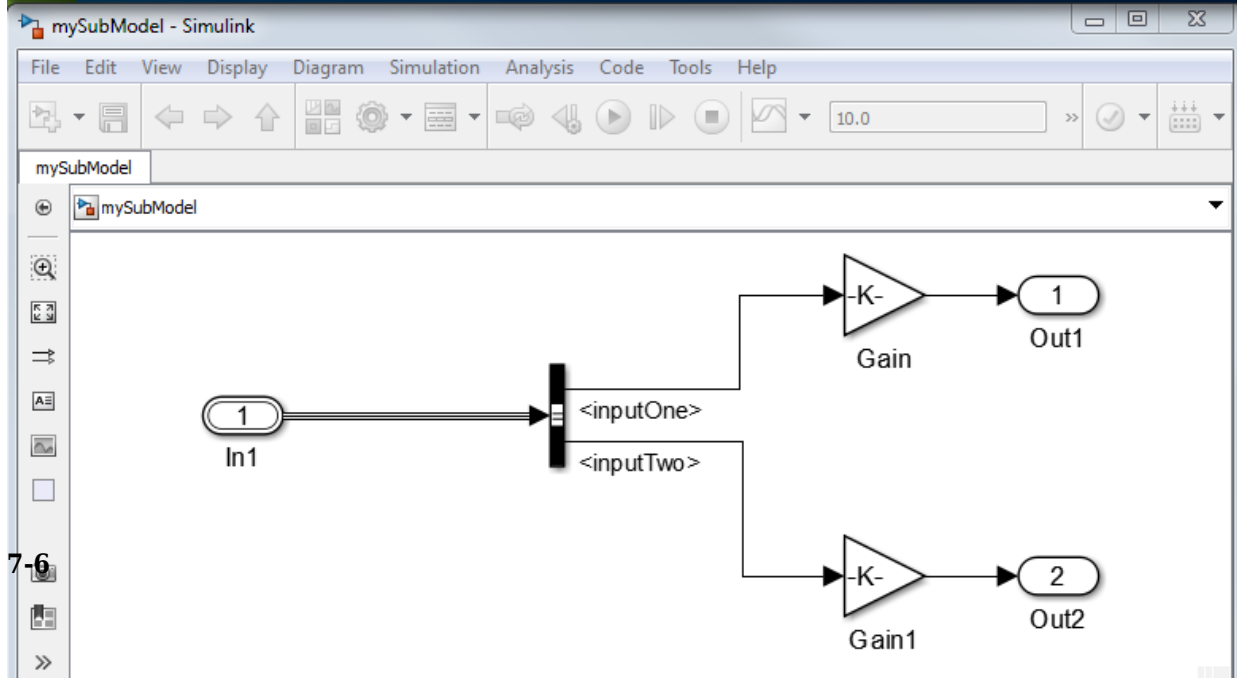 mySubModel - Simulink
File Edit View Display Diagram Simulation Analysis Code Tools Help
10.0
mySubModel
mySubModel
-K-
1
Gain
Out1
1
In1
<inputOne>
<inputTwo>
7-6
-K-
2
Gain1
Out2